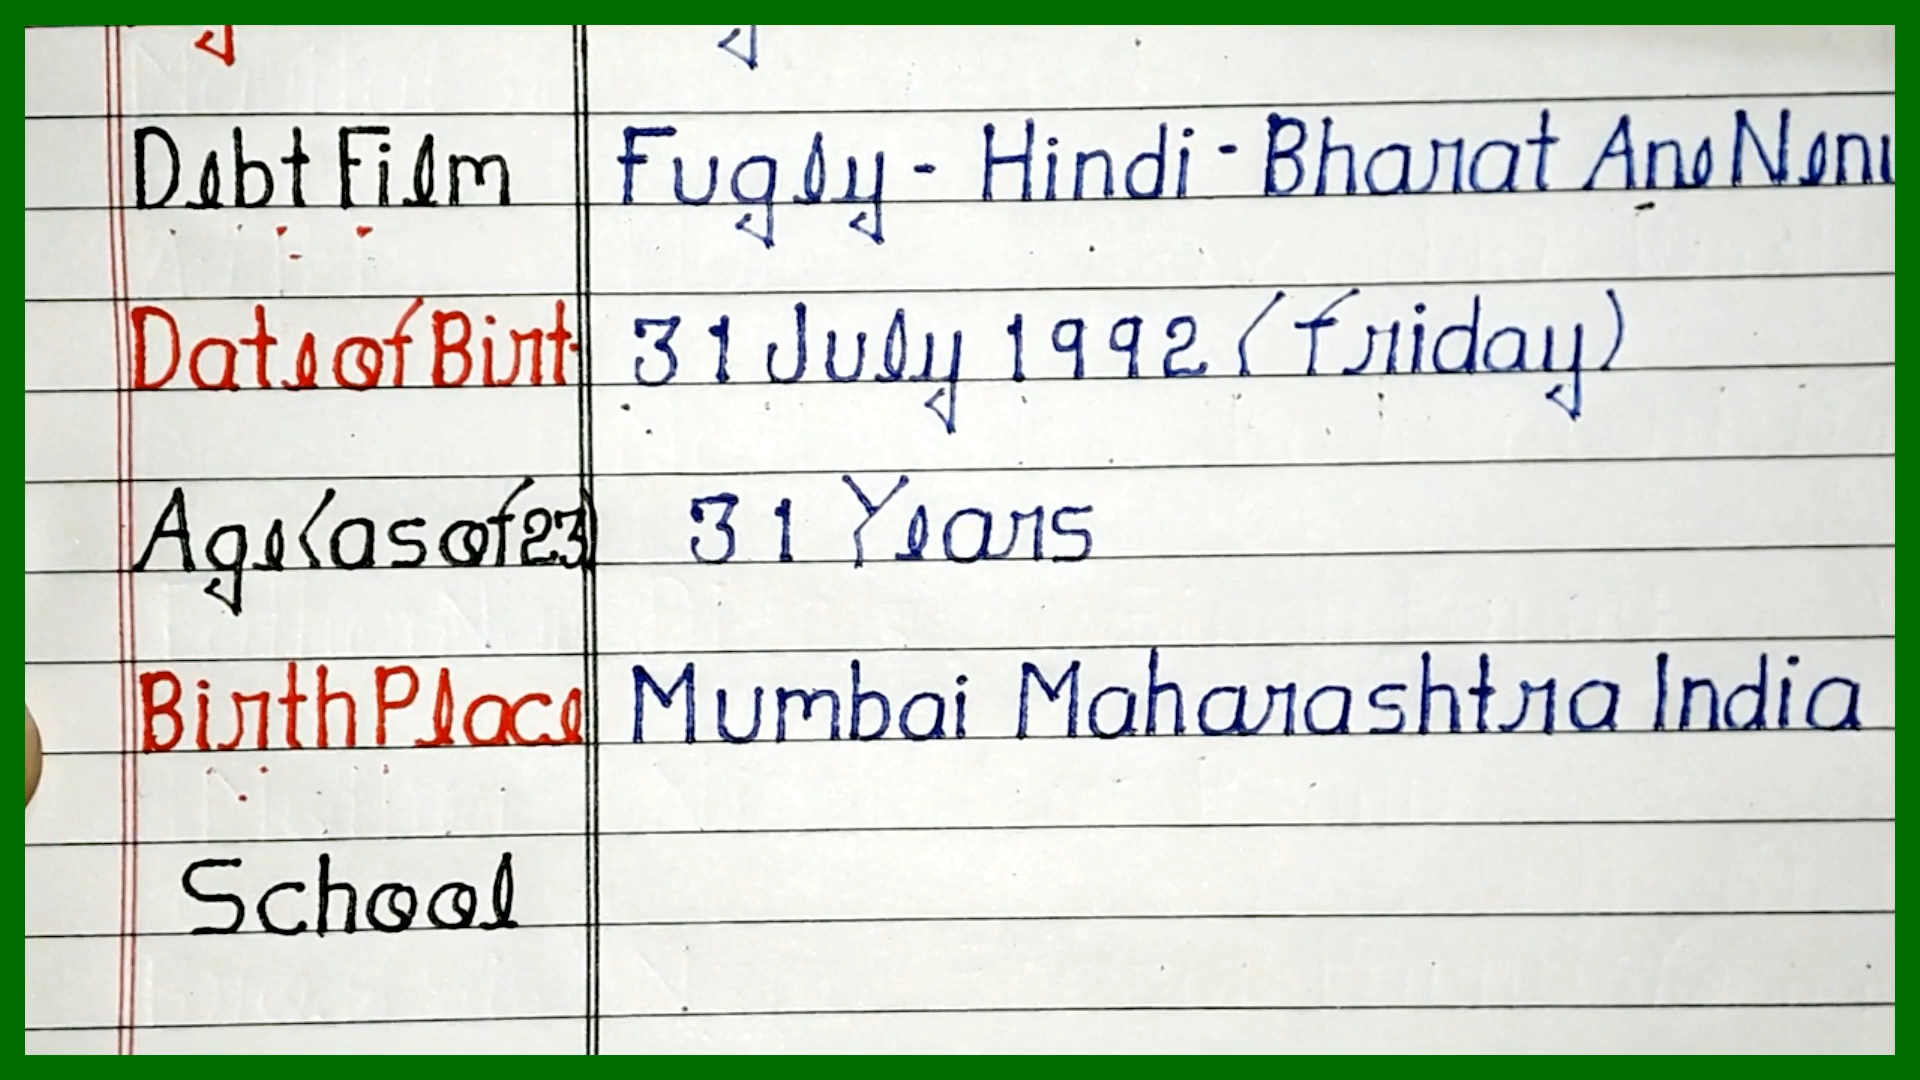 Debt Film Fugly - Hindi - Bharat Ane Neni
Date of Birt 31 July 1992 (friday)
Age (as of 23) 31 Years
Birth Place Mumbai Maharashtra India
School